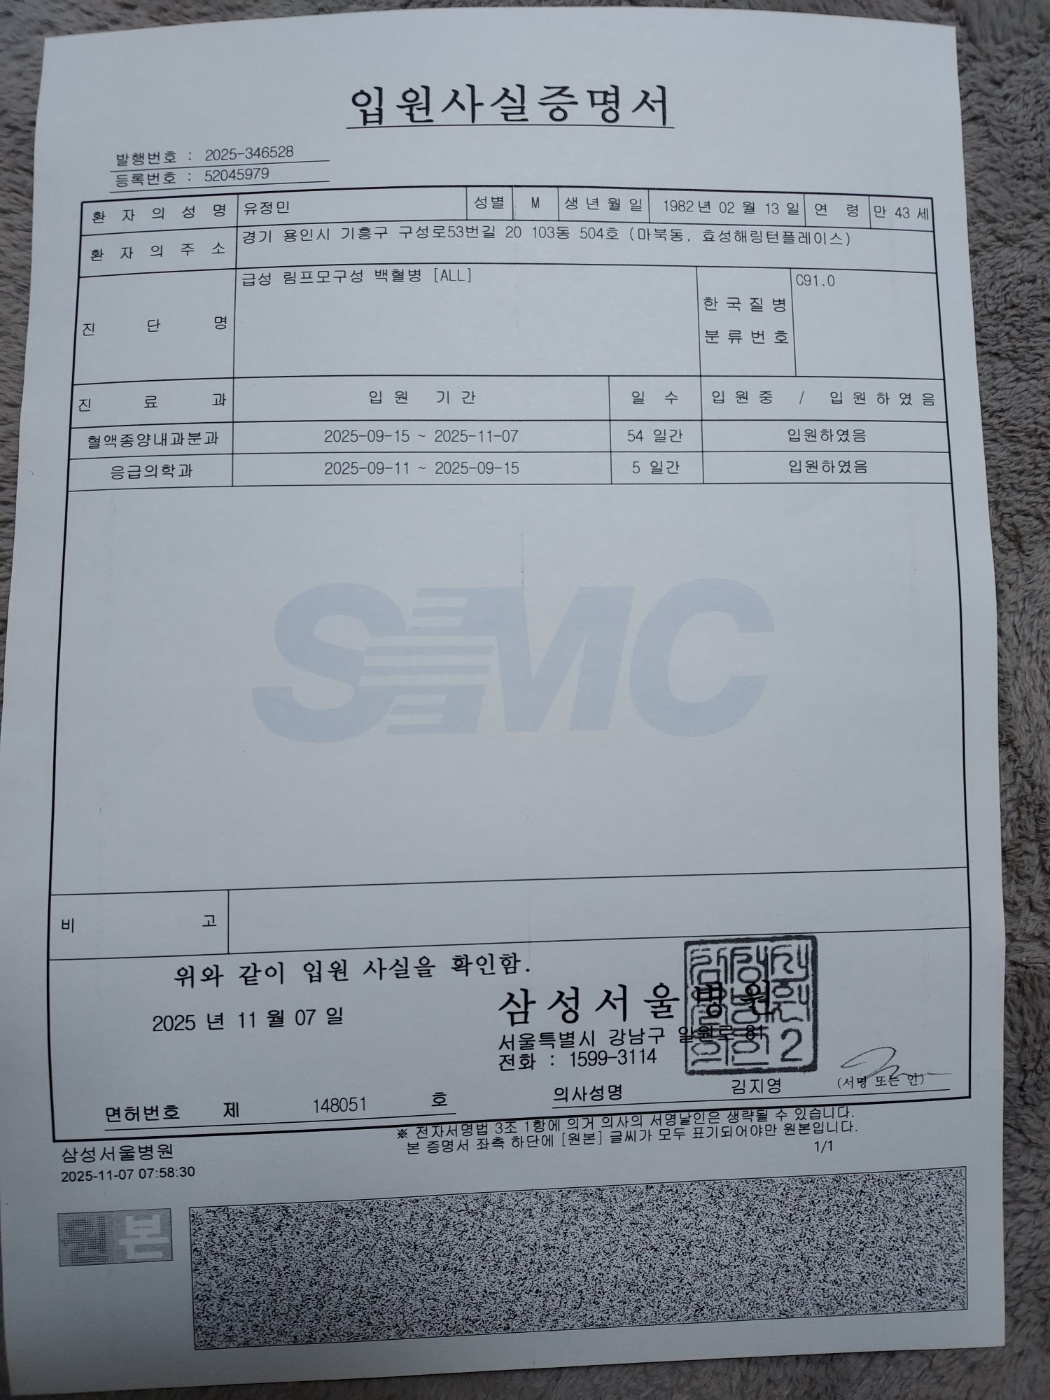 입원사실증명서
발행번호 : 2025-346528
등록번호 : 52045979
환 자 의 성 명 유정민 성별 M 생 년 월 일 1982 년 02 월 13 일 연 령 만 43 세
환 자 의 주 소 경기 용인시 기흥구 구성로53번길 20 103동 504호 (마북동, 효성해링턴플레이스)
진 단 명 급성 림프모구성 백혈병 [ALL] 한 국 질 병 분 류 번 호 C91.0
진 료 과 입 원 기 간 일 수 입 원 중 / 입 원 하 였 음
혈액종양내과분과 2025-09-15 ~ 2025-11-07 54 일간 입원하였음
응급의학과 2025-09-11 ~ 2025-09-15 5 일간 입원하였음
SMC
비 고
위와 같이 입원 사실을 확인함.
2025 년 11 월 07 일
삼성서울병원
서울특별시 강남구 일원로 81
전화 : 1599-3114
의사성명 김지영 (서명 또는 인)
면허번호 제 148051 호
※ 전자서명법 3조 1항에 의거 의사의 서명날인은 생략될 수 있습니다.
본 증명서 좌측 하단에 [원본] 글씨가 모두 표기되어야만 원본입니다.
1/1
삼성서울병원
2025-11-07 07:58:30
원본